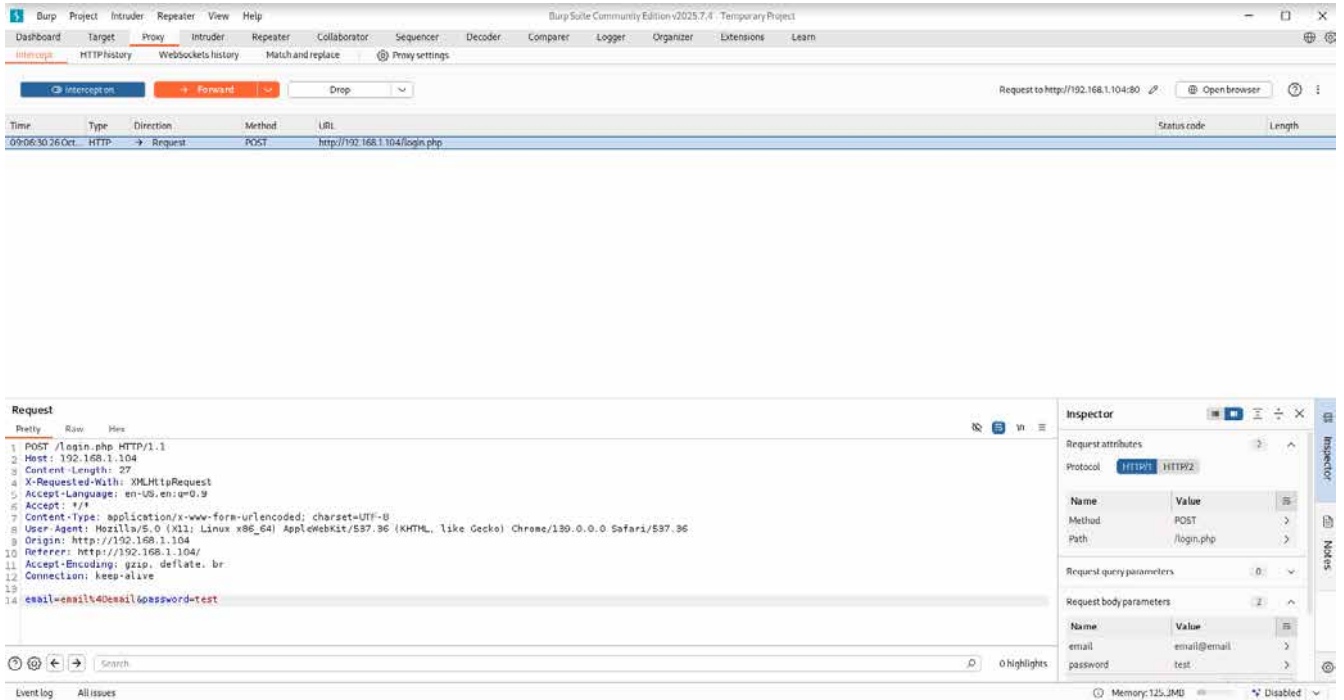 Burp Project Intruder Repeater View Help Burp Suite Community Edition v2025.7.4 - Temporary Project
Dashboard Target Proxy Intruder Repeater Collaborator Sequencer Decoder Comparer Logger Organizer Extensions Learn
Intercept HTTP history WebSockets history Match and replace Proxy settings
Intercept on Forward Drop Request to http://192.168.1.104:80 Open browser
Time Type Direction Method URL Status code Length
09:06:30 26 Oct... HTTP → Request POST http://192.168.1.104/login.php
Request
Pretty Raw Hex
1 POST /login.php HTTP/1.1
2 Host: 192.168.1.104
3 Content-Length: 27
4 X-Requested-With: XMLHttpRequest
5 Accept-Language: en-US,en;q=0.9
6 Accept: */*
7 Content-Type: application/x-www-form-urlencoded; charset=UTF-8
8 User-Agent: Mozilla/5.0 (X11; Linux x86_64) AppleWebKit/537.36 (KHTML, like Gecko) Chrome/139.0.0.0 Safari/537.36
9 Origin: http://192.168.1.104
10 Referer: http://192.168.1.104/
11 Accept-Encoding: gzip, deflate, br
12 Connection: keep-alive
13
14 email=email%40email&password=test
Search 0 highlights
Inspector
Request attributes 2
Protocol HTTP/1 HTTP/2
Name Value
Method POST
Path /login.php
Request query parameters 0
Request body parameters 2
Name Value
email email@email
password test
Inspector
Notes
Event log All issues Memory: 125.3MB Disabled